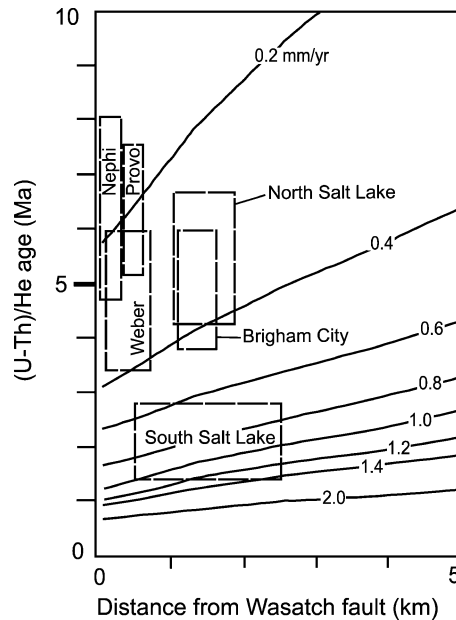 10
0.2 mm/yr
Nephi
Provo
North Salt Lake
0.4
5
Weber
Brigham City
0.6
0.8
South Salt Lake
1.0
1.2
1.4
2.0
0
0
5
(U-Th)/He age (Ma)
Distance from Wasatch fault (km)